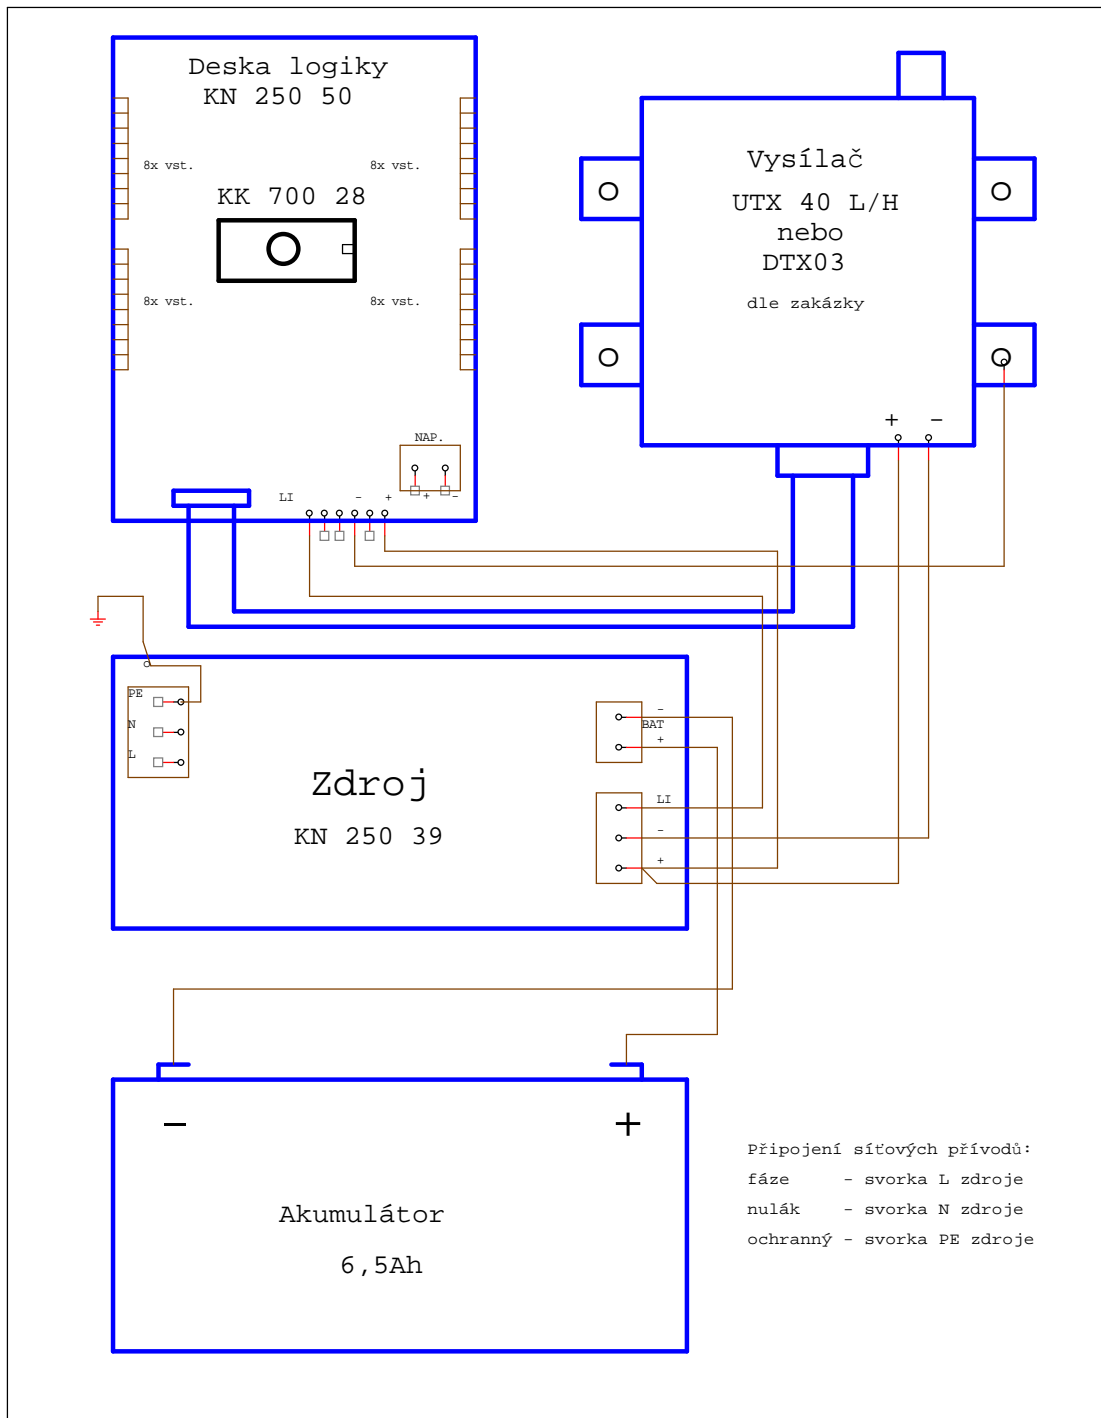 Deska logiky
KN 250 50
8x vst.
8x vst.
KK 700 28
8x vst.
8x vst.
NAP.
+ -
LI - +
Vysílač
UTX 40 L/H
nebo
DTX03
dle zakázky
+ -
PE
N
L
Zdroj
KN 250 39
-
BAT
+
LI
-
+
- +
Akumulátor
6,5Ah
Připojení síťových přívodů:
fáze - svorka L zdroje
nulák - svorka N zdroje
ochranný - svorka PE zdroje